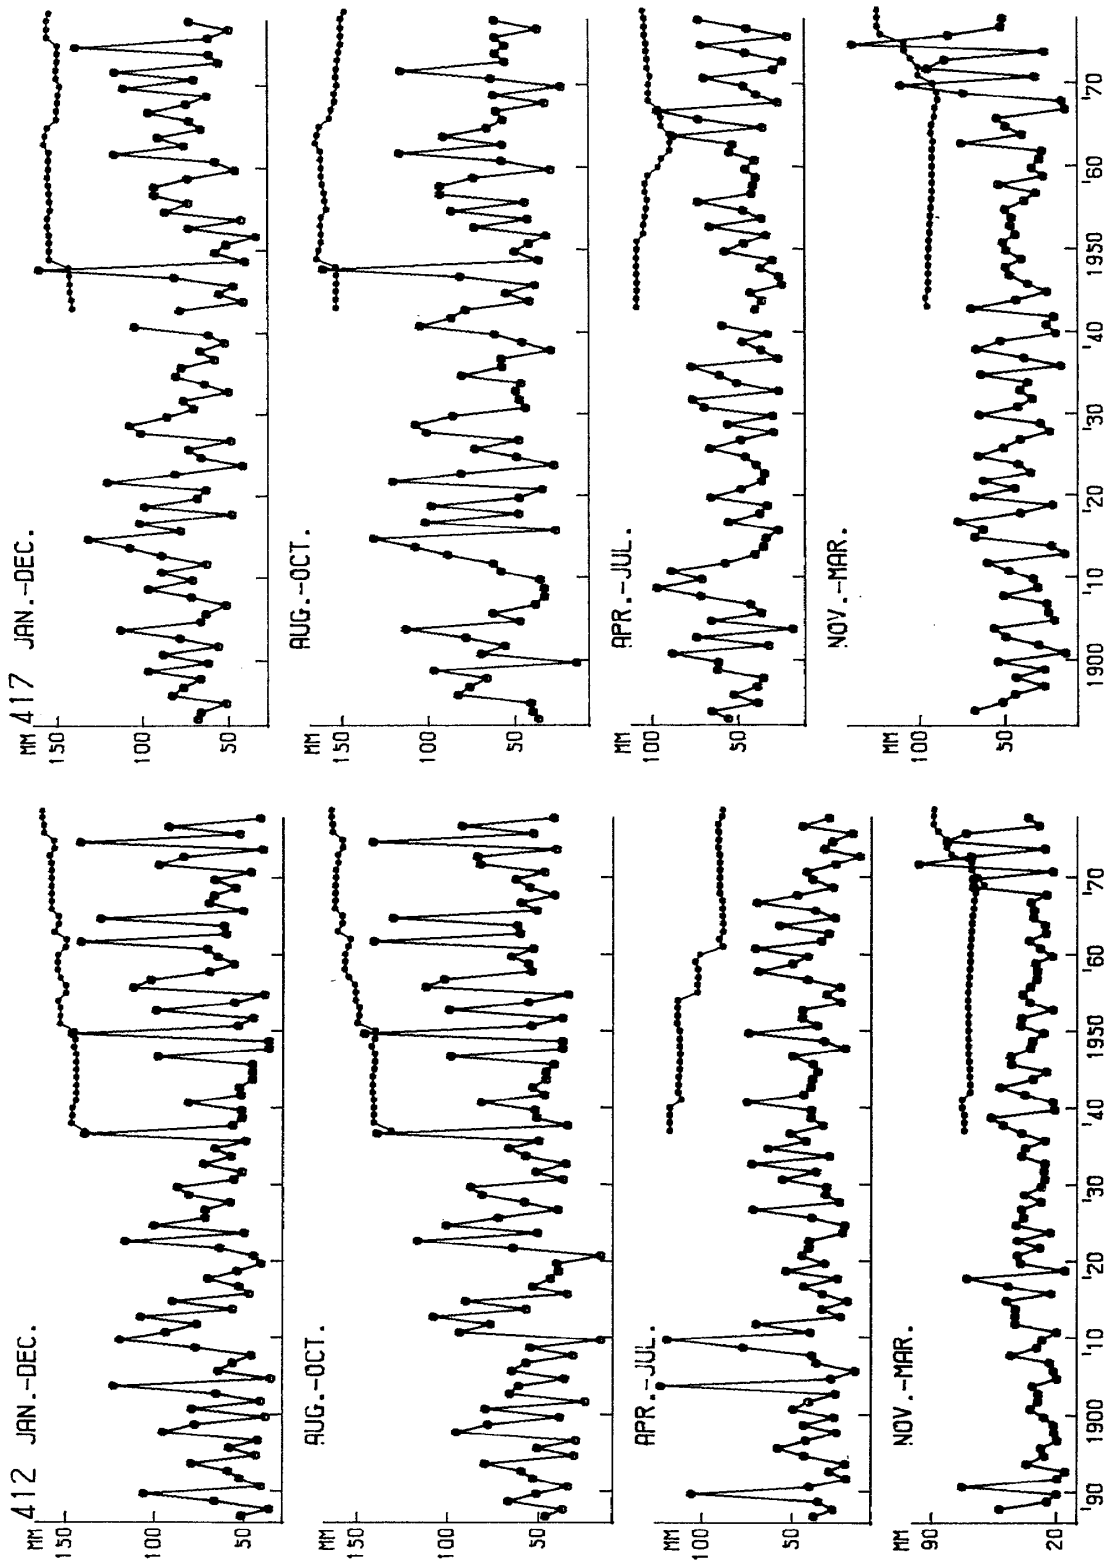 412 JAN.-DEC.
MM
150
100
50
AUG.-OCT.
MM
150
100
50
APR.-JUL.
MM
100
50
NOV.-MAR.
MM
90
20
'90 1900 '10 '20 '30 '40 1950 '60 '70
417 JAN.-DEC.
MM
150
100
50
AUG.-OCT.
MM
150
100
50
APR.-JUL.
MM
100
50
NOV.-MAR.
MM
100
50
1900 '10 '20 '30 '40 1950 '60 '70